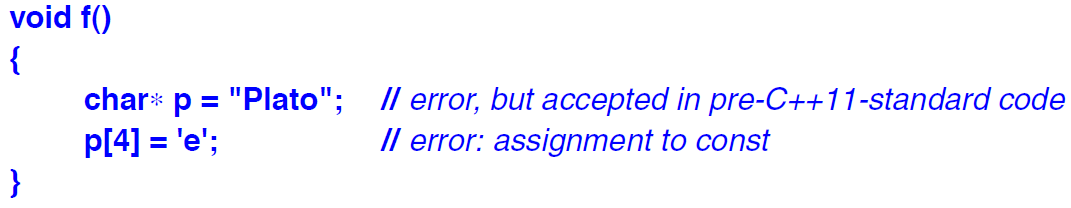 void f()
{
char∗ p = "Plato"; // error, but accepted in pre-C++11-standard code
p[4] = 'e'; // error: assignment to const
}